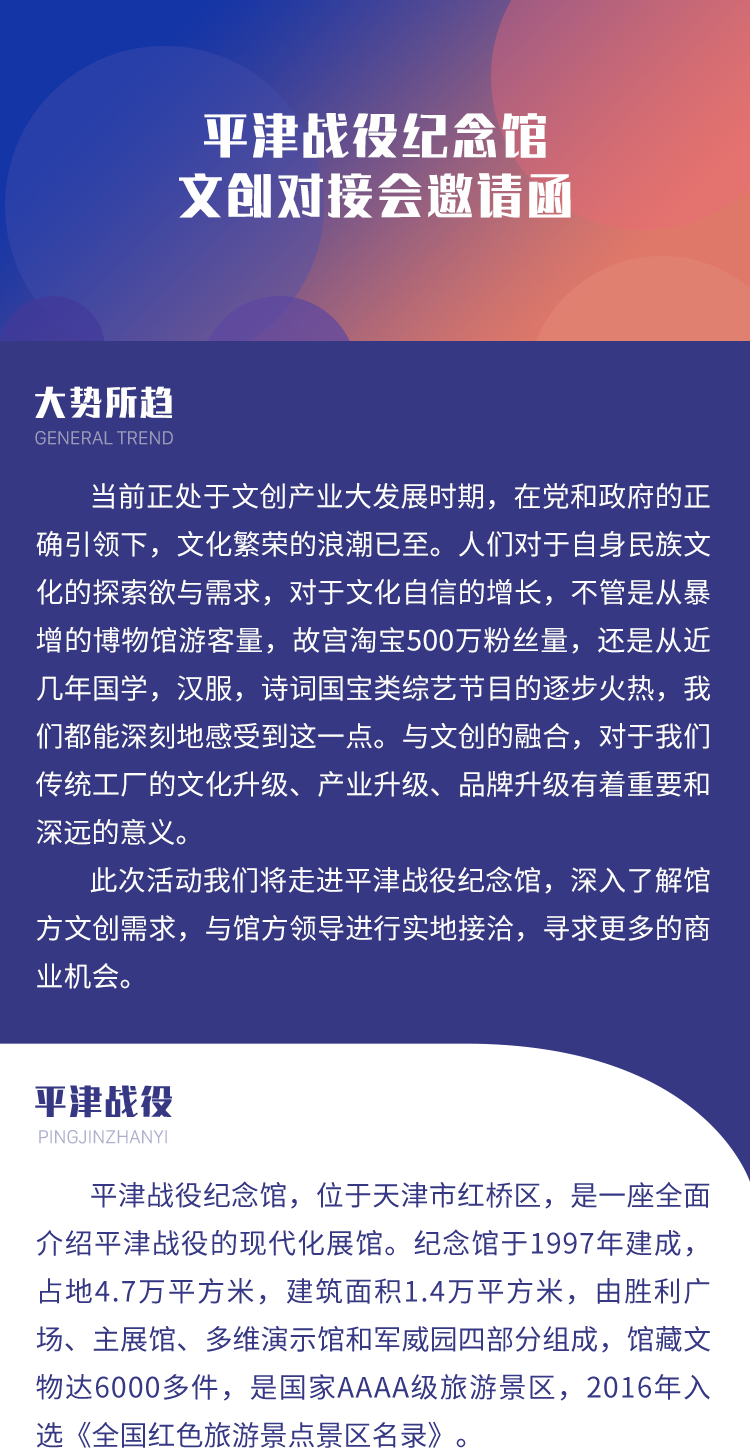 平津战役纪念馆
文创对接会邀请函
大势所趋
GENERAL TREND
当前正处于文创产业大发展时期，在党和政府的正
确引领下，文化繁荣的浪潮已至。人们对于自身民族文
化的探索欲与需求，对于文化自信的增长，不管是从暴
增的博物馆游客量，故宫淘宝500万粉丝量，还是从近
几年国学，汉服，诗词国宝类综艺节目的逐步火热，我
们都能深刻地感受到这一点。与文创的融合，对于我们
传统工厂的文化升级、产业升级、品牌升级有着重要和
深远的意义。
此次活动我们将走进平津战役纪念馆，深入了解馆
方文创需求，与馆方领导进行实地接洽，寻求更多的商
业机会。
平津战役
PINGJINZHANYI
平津战役纪念馆，位于天津市红桥区，是一座全面
介绍平津战役的现代化展馆。纪念馆于1997年建成，
占地4.7万平方米，建筑面积1.4万平方米，由胜利广
场、主展馆、多维演示馆和军威园四部分组成，馆藏文
物达6000多件，是国家AAAA级旅游景区，2016年入
选《全国红色旅游景点景区名录》。